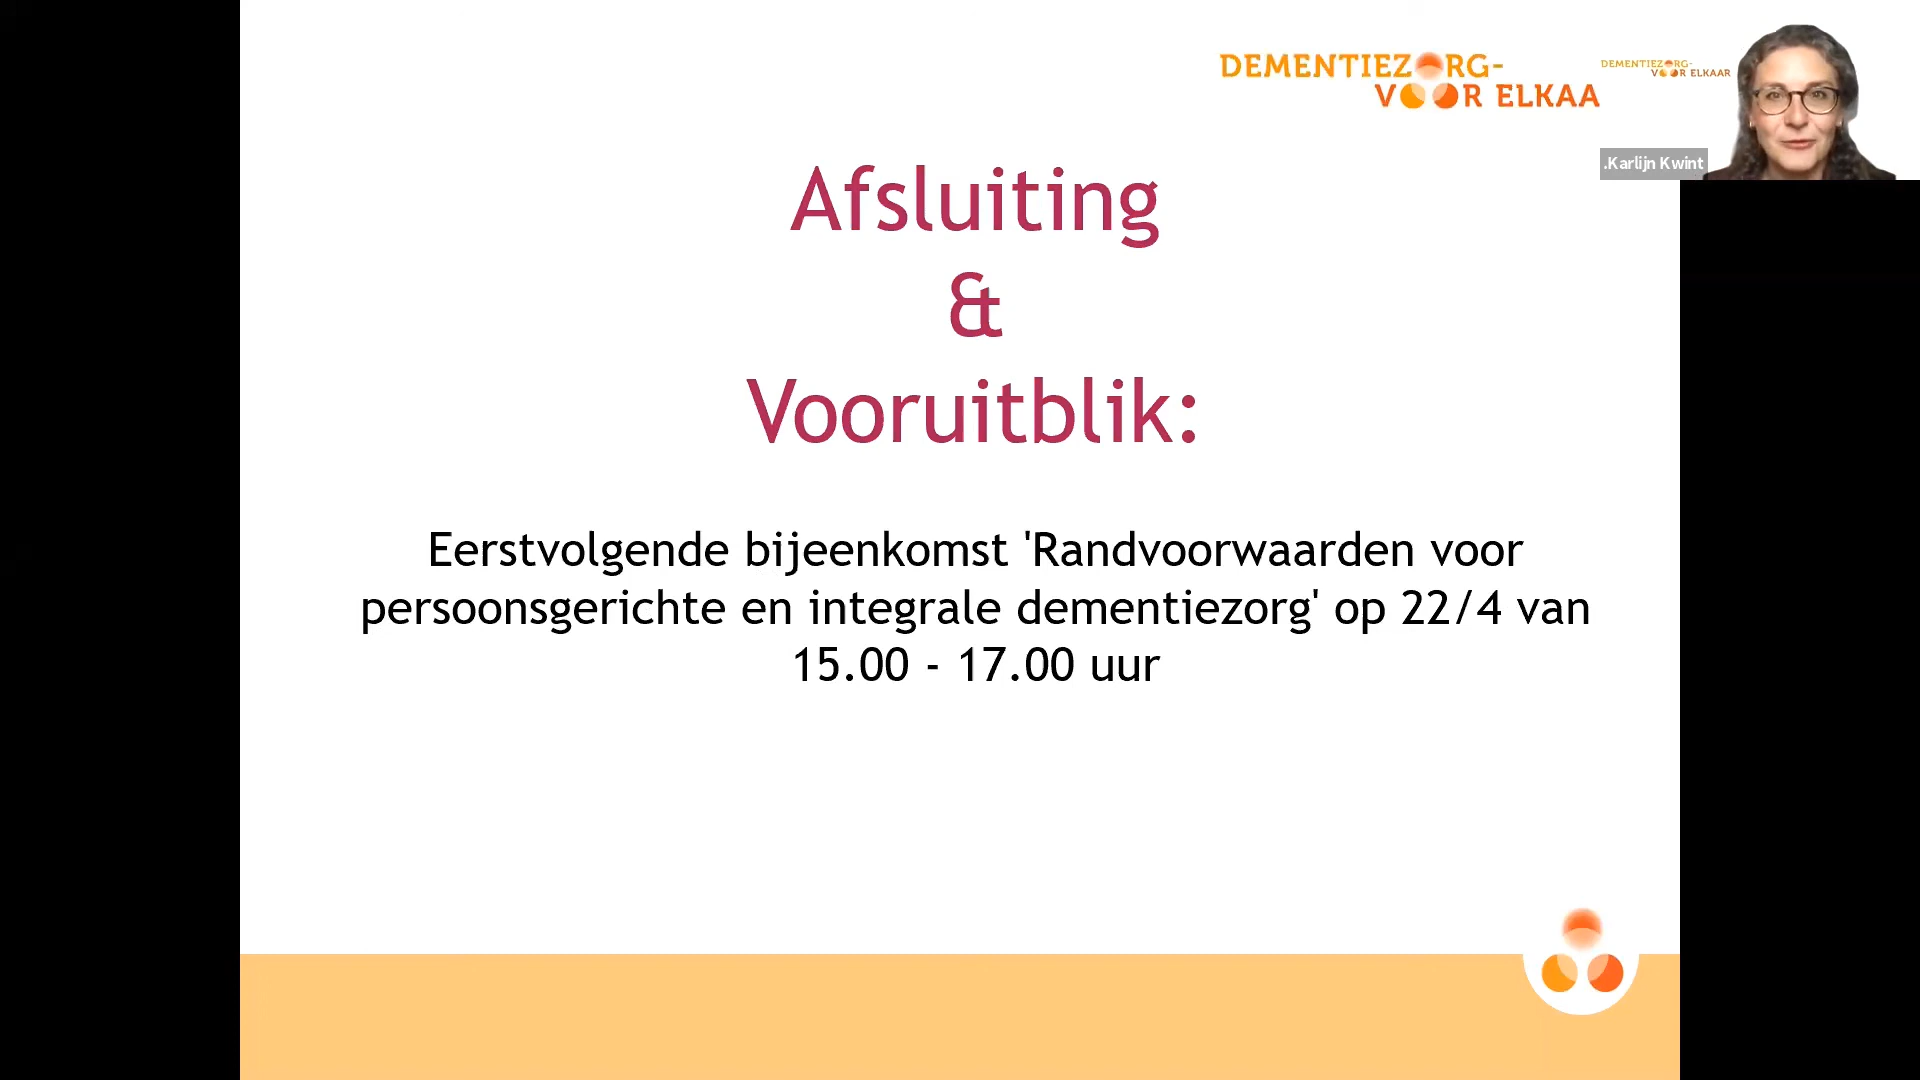 DEMENTIEZORG-
VOOR ELKAA
DEMENTIEZORG-
VOOR ELKAAR
.Karlijn Kwint
Afsluiting
&
Vooruitblik:
Eerstvolgende bijeenkomst 'Randvoorwaarden voor
persoonsgerichte en integrale dementiezorg' op 22/4 van
15.00 - 17.00 uur